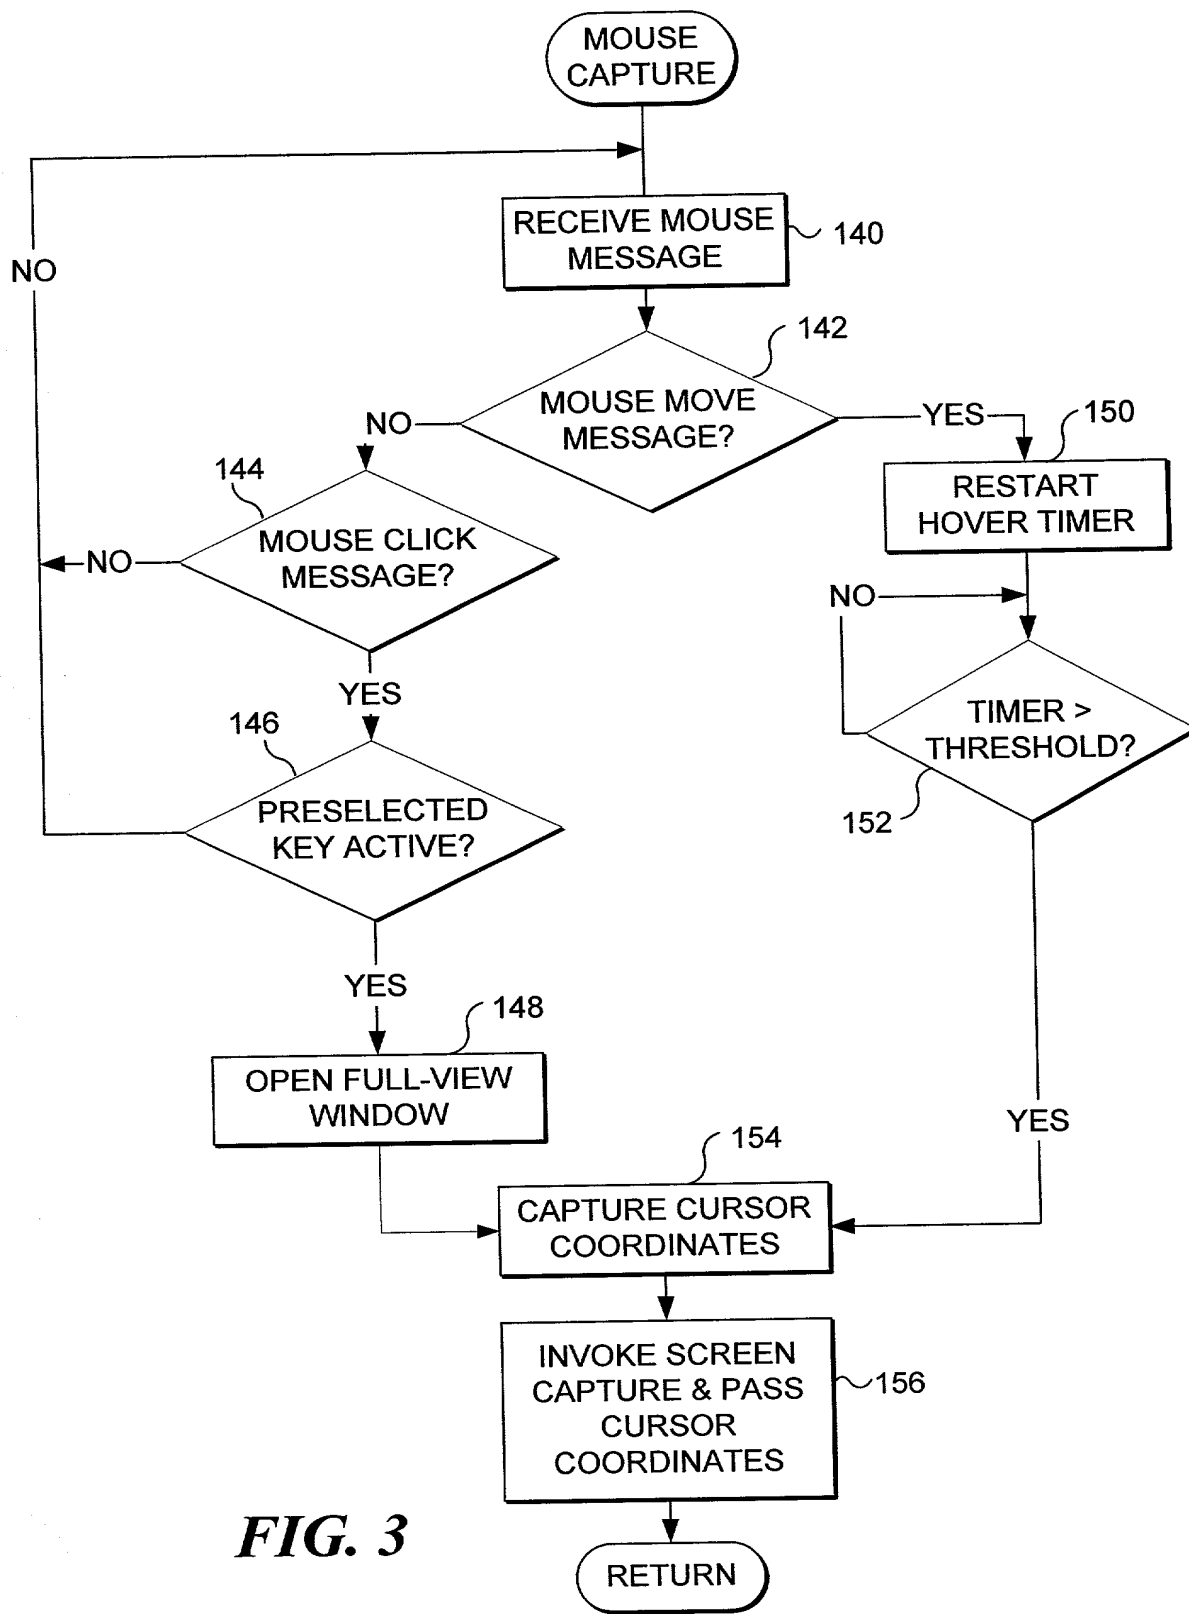 MOUSE
CAPTURE
RECEIVE MOUSE
MESSAGE
140
NO
142
MOUSE MOVE
MESSAGE?
NO
YES
150
RESTART
HOVER TIMER
144
MOUSE CLICK
MESSAGE?
NO
NO
YES
TIMER >
THRESHOLD?
152
146
PRESELECTED
KEY ACTIVE?
YES
148
OPEN FULL-VIEW
WINDOW
YES
154
CAPTURE CURSOR
COORDINATES
INVOKE SCREEN
CAPTURE & PASS
CURSOR
COORDINATES
156
FIG. 3
RETURN